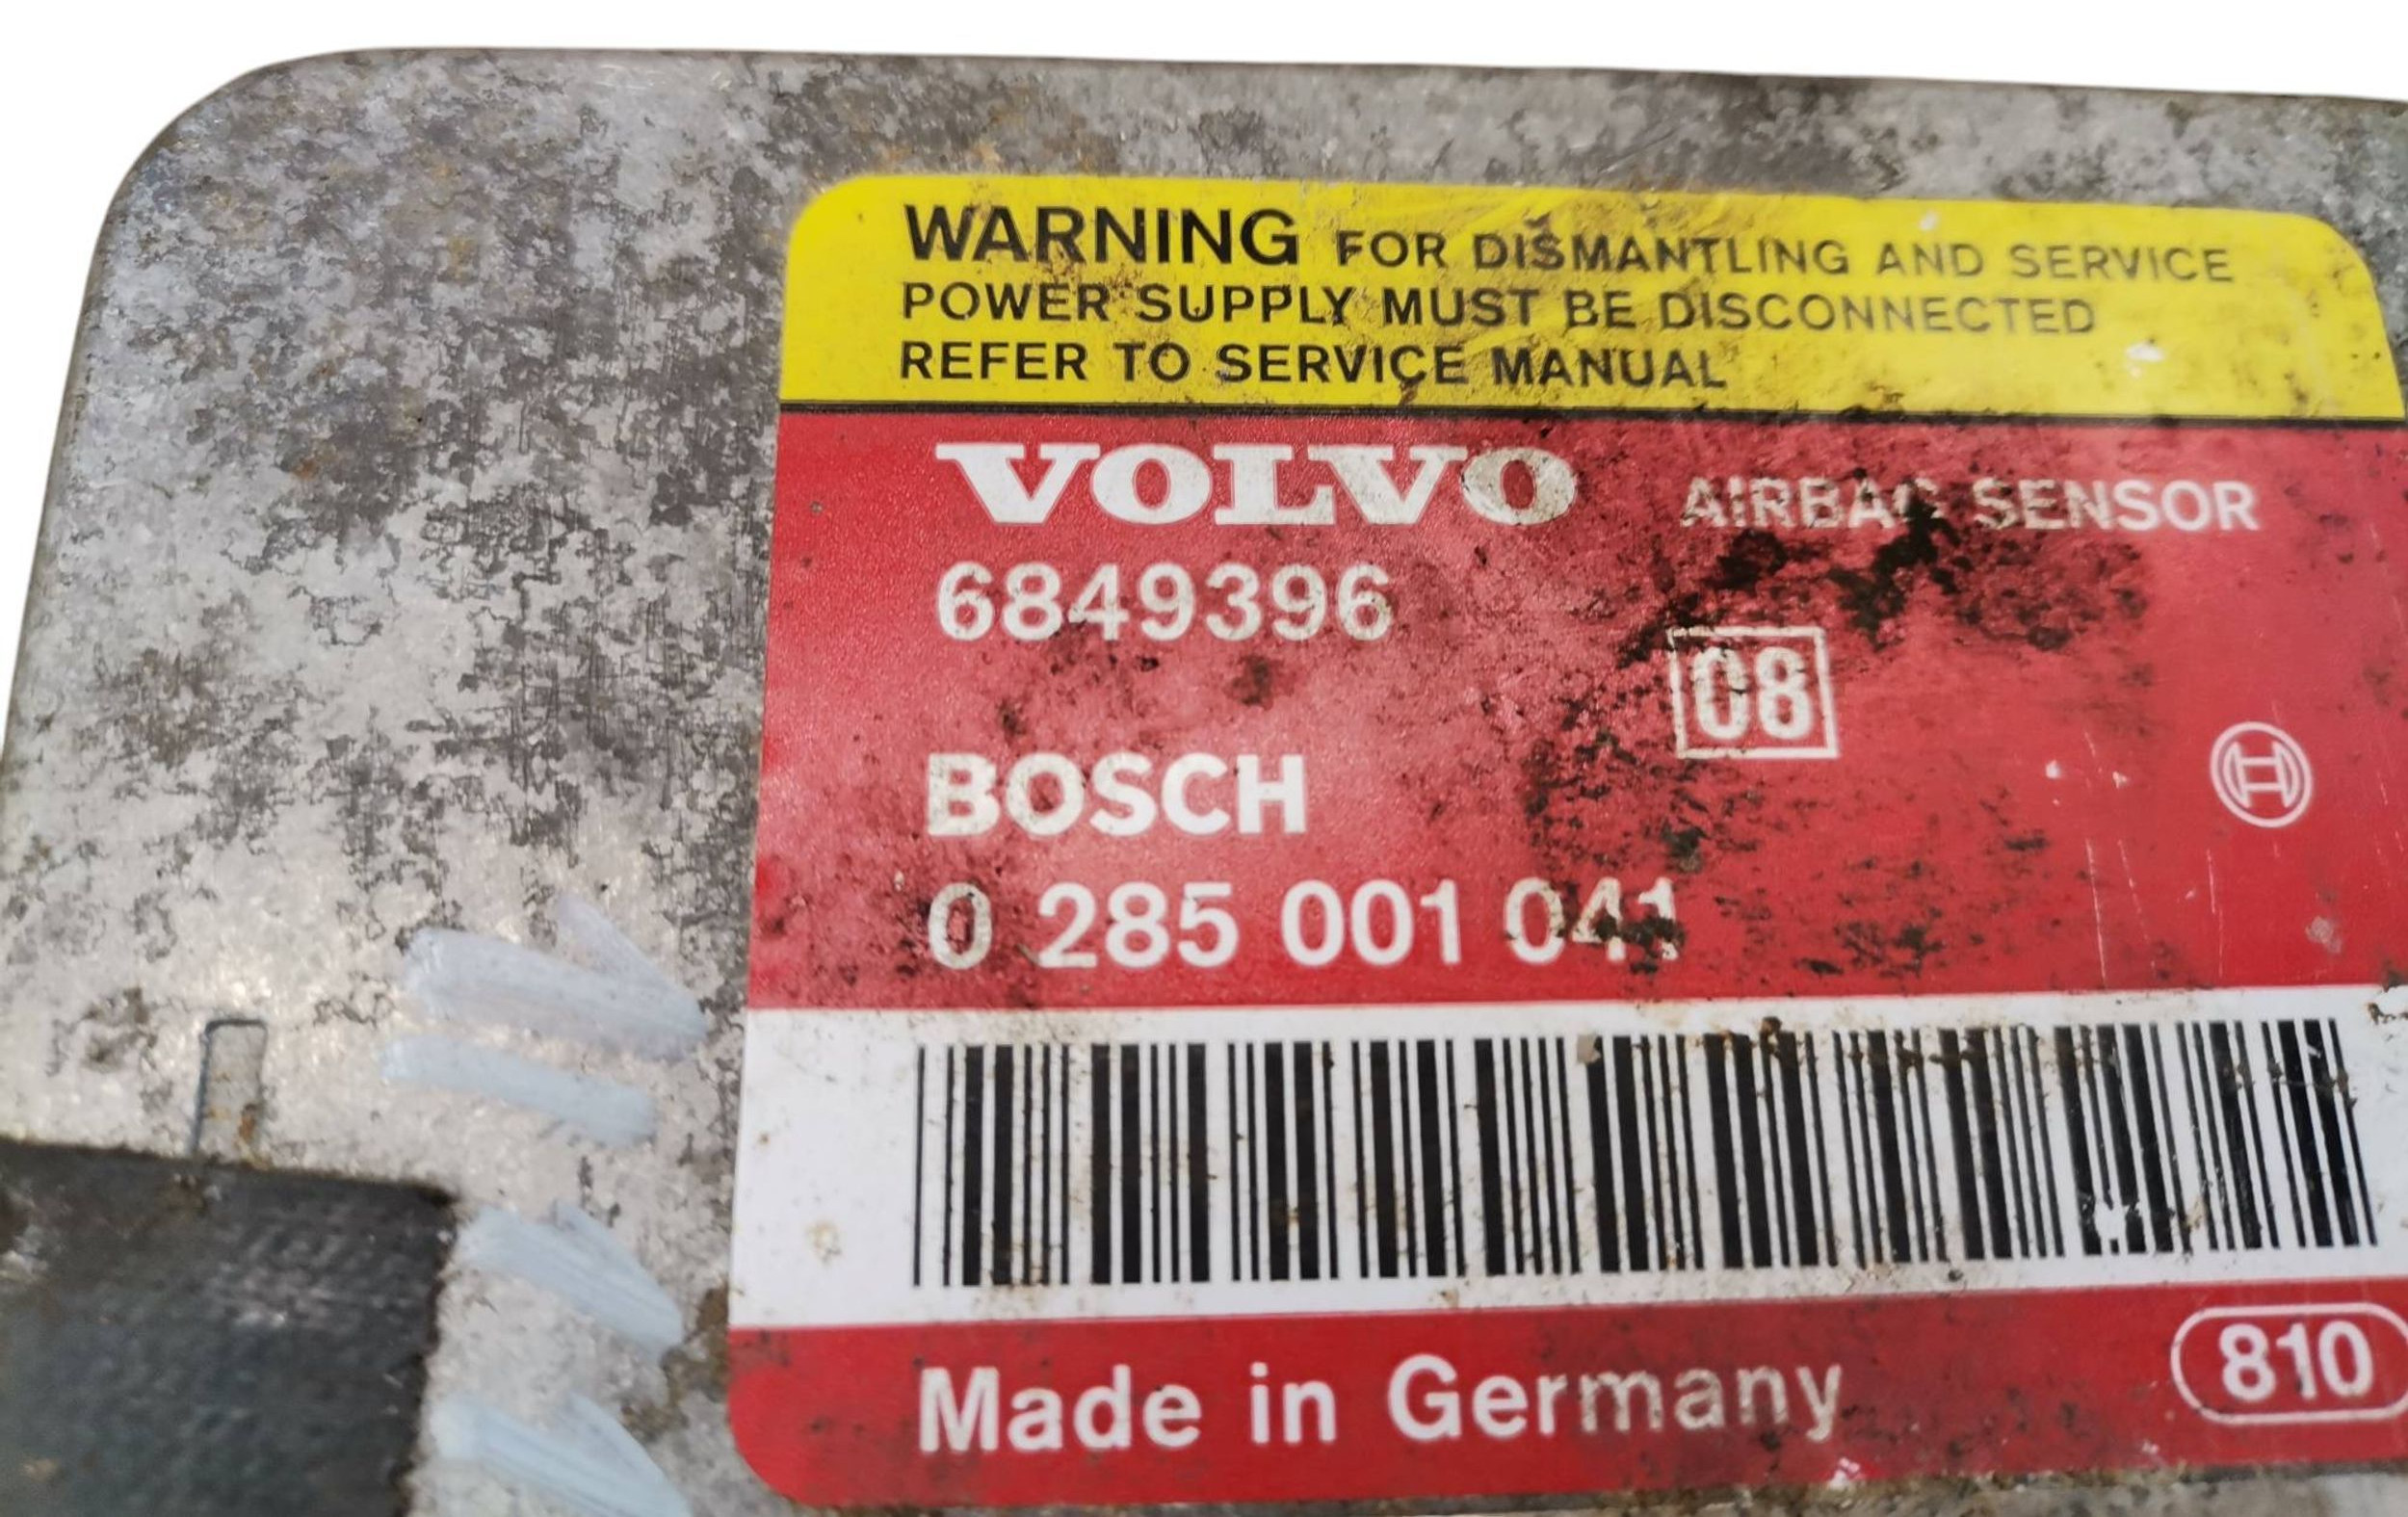 WARNING FOR DISMANTLING AND SERVICE
POWER SUPPLY MUST BE DISCONNECTED
REFER TO SERVICE MANUAL
VOLVO AIRBAG SENSOR
6849396
08
BOSCH
0 285 001 041
Made in Germany
810